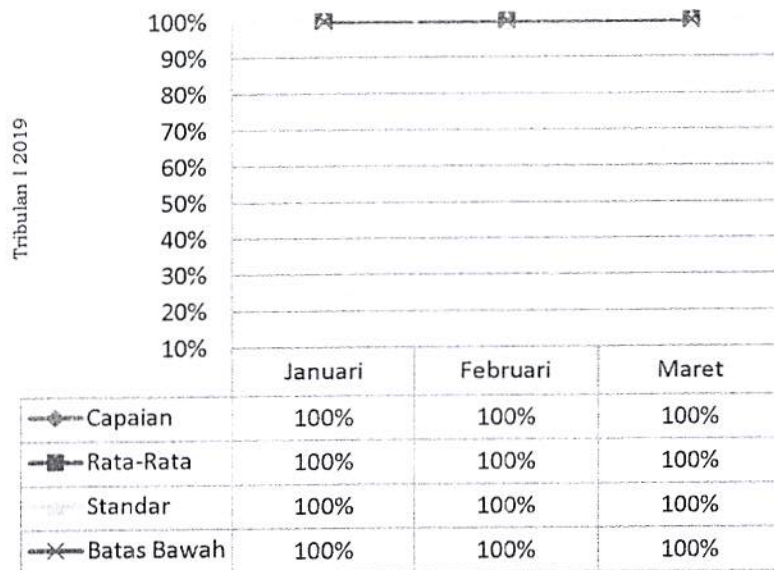 Tribulan I 2019
100%
90%
80%
70%
60%
50%
40%
30%
20%
10%
Januari Februari Maret
Capaian 100% 100% 100%
Rata-Rata 100% 100% 100%
Standar 100% 100% 100%
Batas Bawah 100% 100% 100%